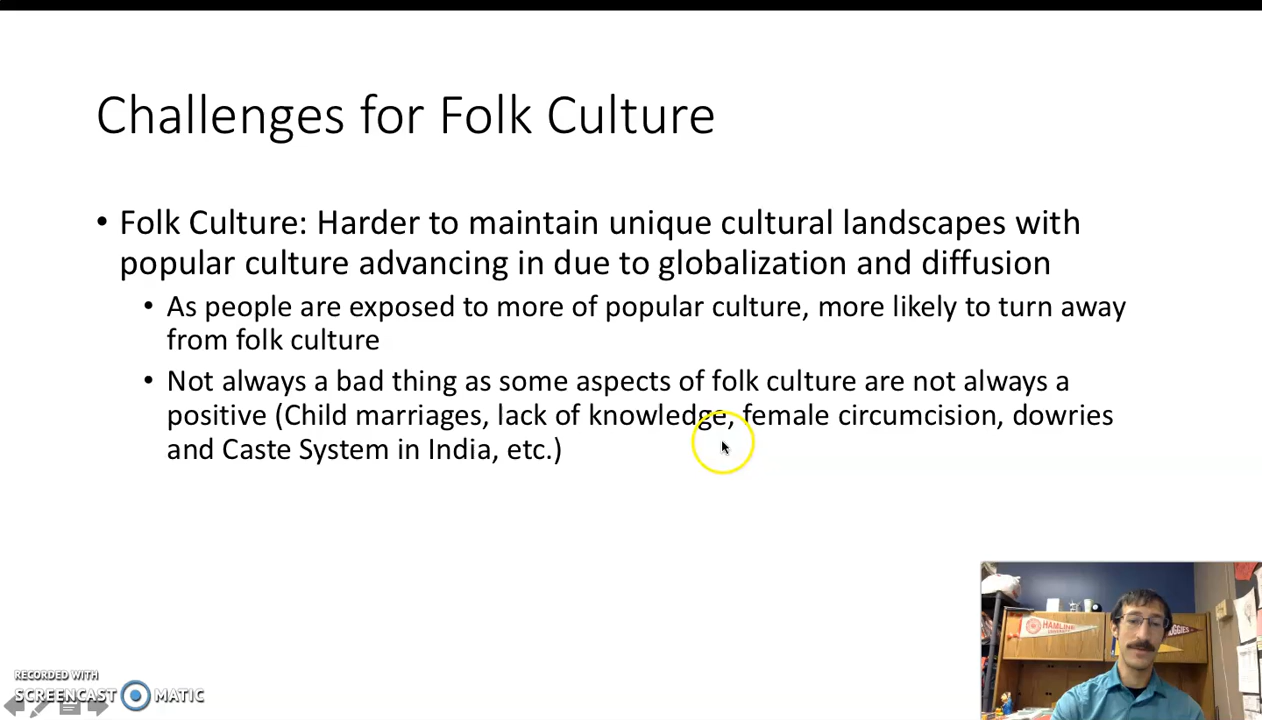 Challenges for Folk Culture
• Folk Culture: Harder to maintain unique cultural landscapes with
popular culture advancing in due to globalization and diffusion
• As people are exposed to more of popular culture, more likely to turn away
from folk culture
• Not always a bad thing as some aspects of folk culture are not always a
positive (Child marriages, lack of knowledge, female circumcision, dowries
and Caste System in India, etc.)
HAMLINE
UNIVERSITY
RECORDED WITH
SCREENCAST MATIC